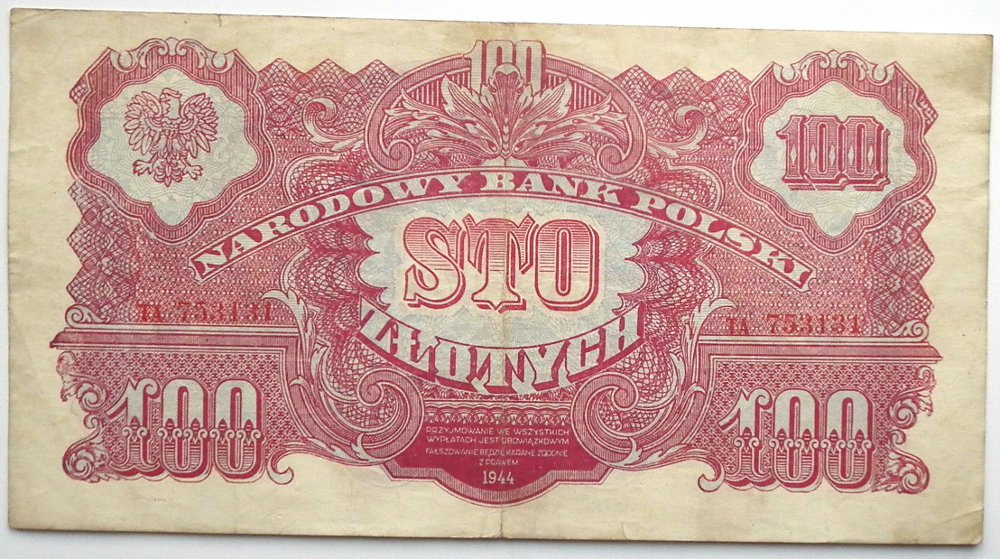 100
100
NARODOWY BANK POLSKI
STO
ZŁOTYCH
TA 753131
TA 753131
100
100
PRZYJMOWANIE WE WSZYSTKICH
WYPŁATACH JEST OBOWIĄZKOWYM
FAŁSZOWANIE BĘDZIE KARANE ZGODNIE
Z PRAWEM
1944